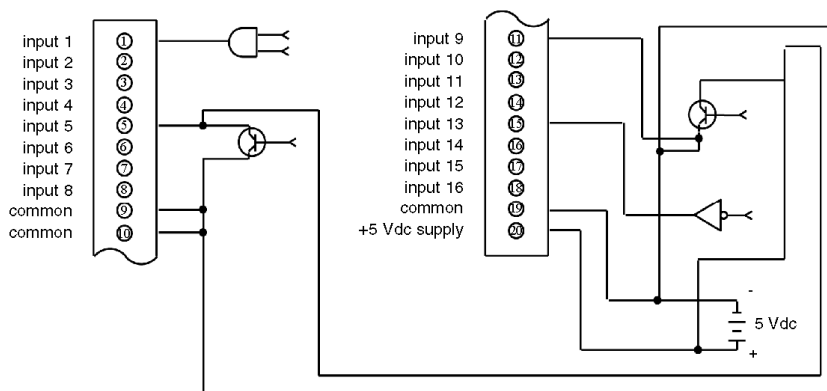 input 1 1
input 2 2
input 3 3
input 4 4
input 5 5
input 6 6
input 7 7
input 8 8
common 9
common 10
input 9 11
input 10 12
input 11 13
input 12 14
input 13 15
input 14 16
input 15 17
input 16 18
common 19
+5 Vdc supply 20
-
5 Vdc
+